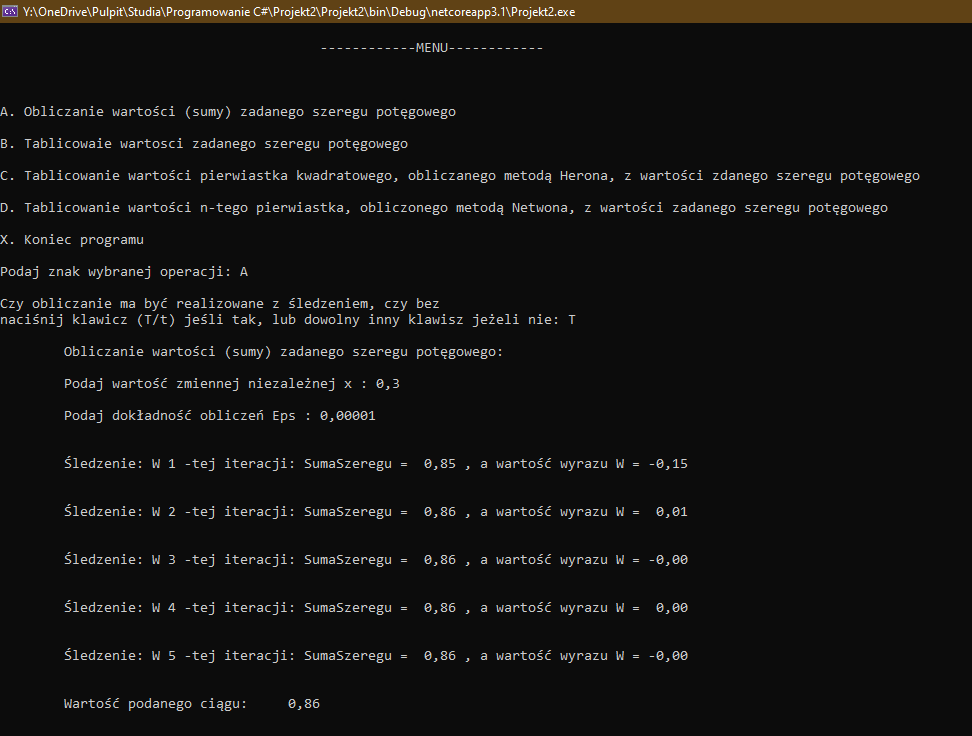 Y:\OneDrive\Pulpit\Studia\Programowanie C#\Projekt2\Projekt2\bin\Debug\netcoreapp3.1\Projekt2.exe
------------MENU------------
A. Obliczanie wartości (sumy) zadanego szeregu potęgowego
B. Tablicowaie wartosci zadanego szeregu potęgowego
C. Tablicowanie wartości pierwiastka kwadratowego, obliczanego metodą Herona, z wartości zdanego szeregu potęgowego
D. Tablicowanie wartości n-tego pierwiastka, obliczonego metodą Netwona, z wartości zadanego szeregu potęgowego
X. Koniec programu
Podaj znak wybranej operacji: A
Czy obliczanie ma być realizowane z śledzeniem, czy bez
naciśnij klawicz (T/t) jeśli tak, lub dowolny inny klawisz jeżeli nie: T
Obliczanie wartości (sumy) zadanego szeregu potęgowego:
Podaj wartość zmiennej niezależnej x : 0,3
Podaj dokładność obliczeń Eps : 0,00001
Śledzenie: W 1 -tej iteracji: SumaSzeregu =  0,85 , a wartość wyrazu W = -0,15
Śledzenie: W 2 -tej iteracji: SumaSzeregu =  0,86 , a wartość wyrazu W =  0,01
Śledzenie: W 3 -tej iteracji: SumaSzeregu =  0,86 , a wartość wyrazu W = -0,00
Śledzenie: W 4 -tej iteracji: SumaSzeregu =  0,86 , a wartość wyrazu W =  0,00
Śledzenie: W 5 -tej iteracji: SumaSzeregu =  0,86 , a wartość wyrazu W = -0,00
Wartość podanego ciągu:     0,86